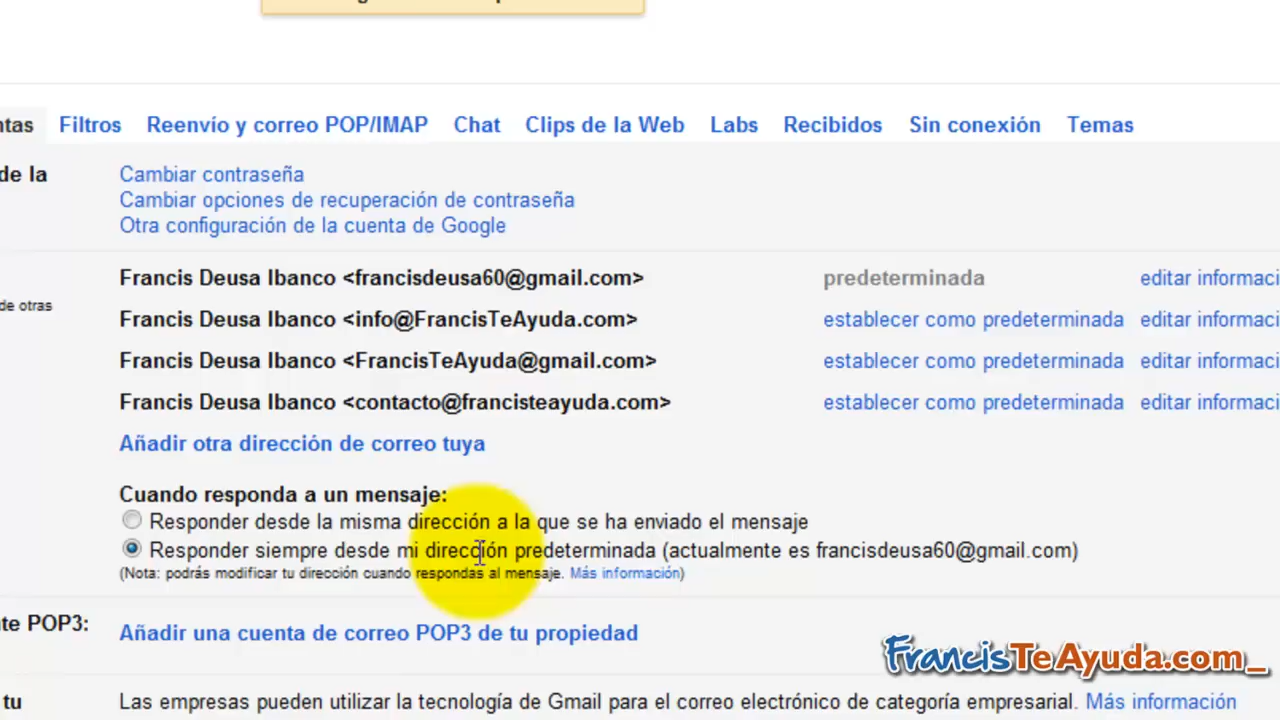 ntas Filtros Reenvío y correo POP/IMAP Chat Clips de la Web Labs Recibidos Sin conexión Temas
de la Cambiar contraseña
Cambiar opciones de recuperación de contraseña
Otra configuración de la cuenta de Google
Francis Deusa Ibanco <francisdeusa60@gmail.com> predeterminada editar informaci
de otras
Francis Deusa Ibanco <info@FrancisTeAyuda.com> establecer como predeterminada editar informaci
Francis Deusa Ibanco <FrancisTeAyuda@gmail.com> establecer como predeterminada editar informaci
Francis Deusa Ibanco <contacto@francisteayuda.com> establecer como predeterminada editar informaci
Añadir otra dirección de correo tuya
Cuando responda a un mensaje:
Responder desde la misma dirección a la que se ha enviado el mensaje
Responder siempre desde mi dirección predeterminada (actualmente es francisdeusa60@gmail.com)
(Nota: podrás modificar tu dirección cuando respondas al mensaje. Más información)
te POP3: Añadir una cuenta de correo POP3 de tu propiedad
FrancisTeAyuda.com_
tu Las empresas pueden utilizar la tecnología de Gmail para el correo electrónico de categoría empresarial. Más información